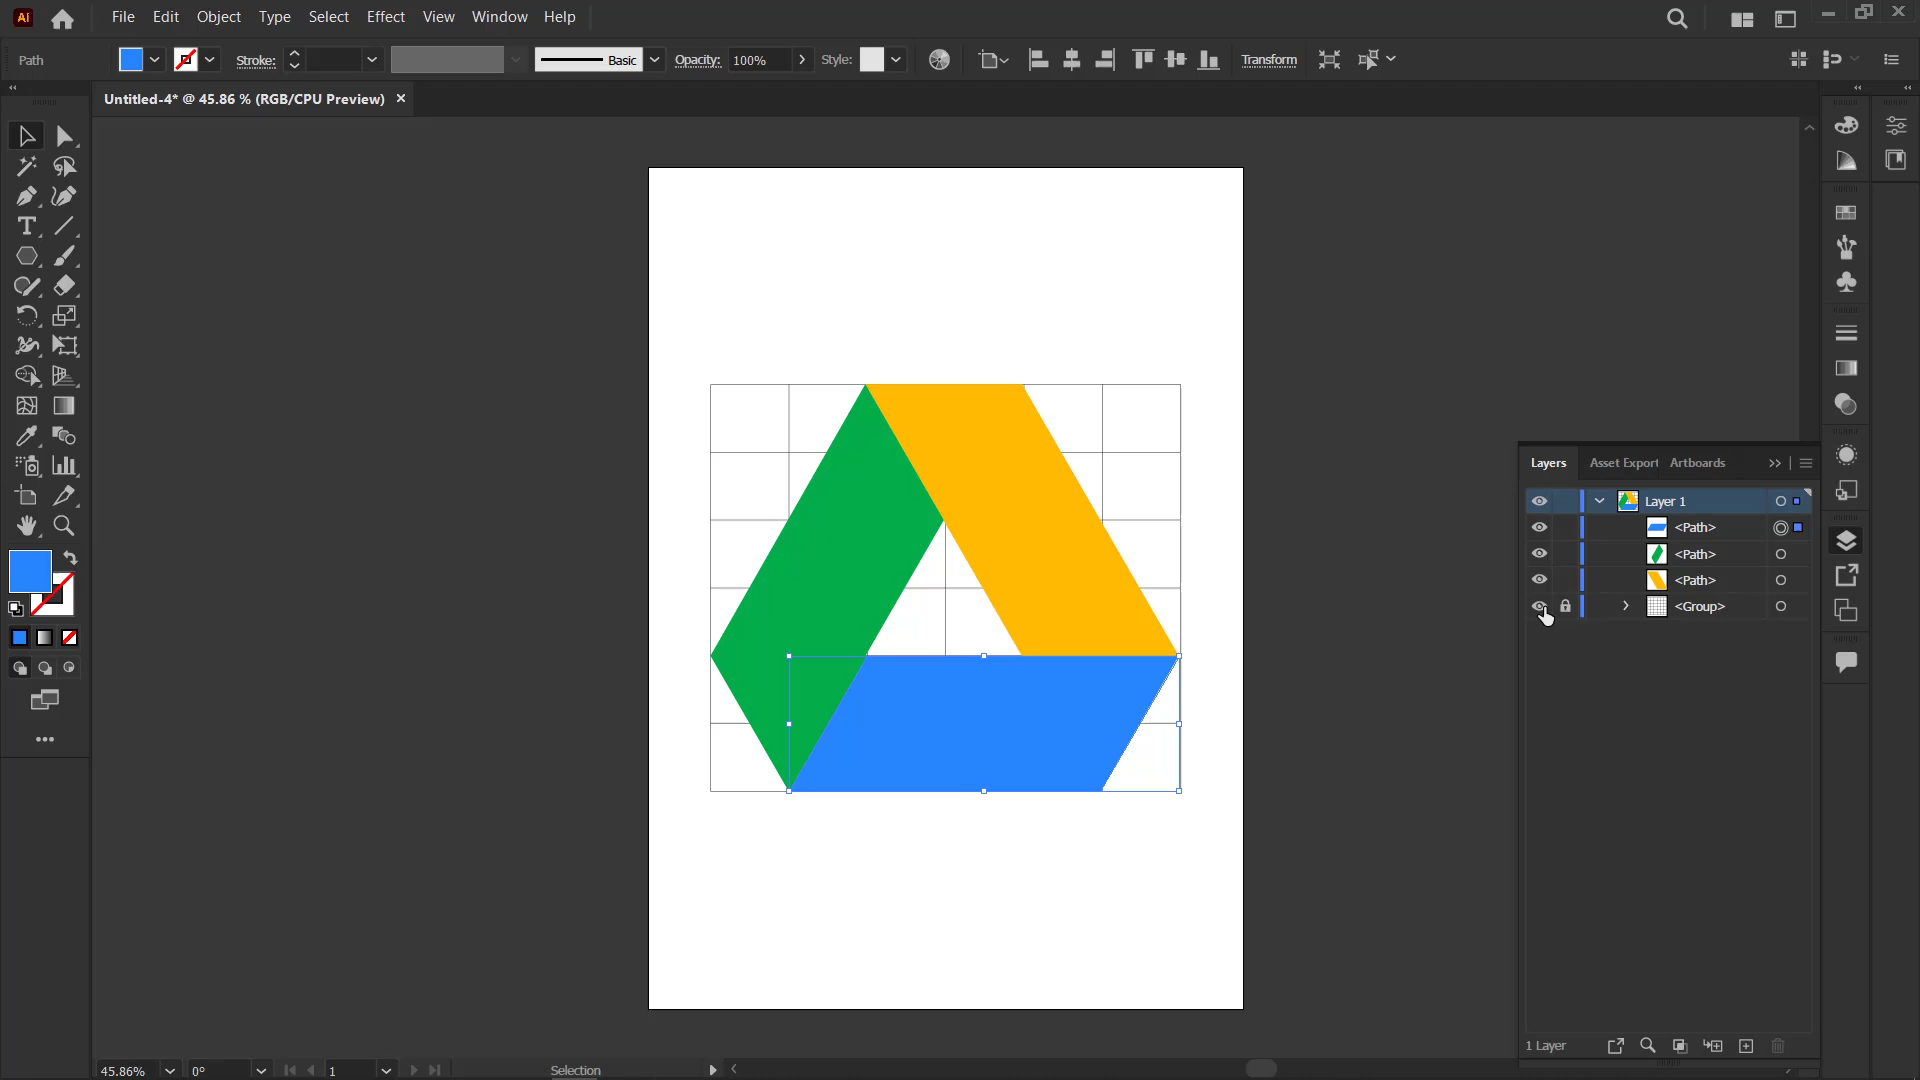 Ai File Edit Object Type Select Effect View Window Help
Path Stroke: Basic Opacity: 100% Style: Transform
Untitled-4* @ 45.86 % (RGB/CPU Preview) ×
Layers Asset Export Artboards
Layer 1
<Path>
<Path>
<Path>
<Group>
1 Layer
45.86% 0° 1 Selection